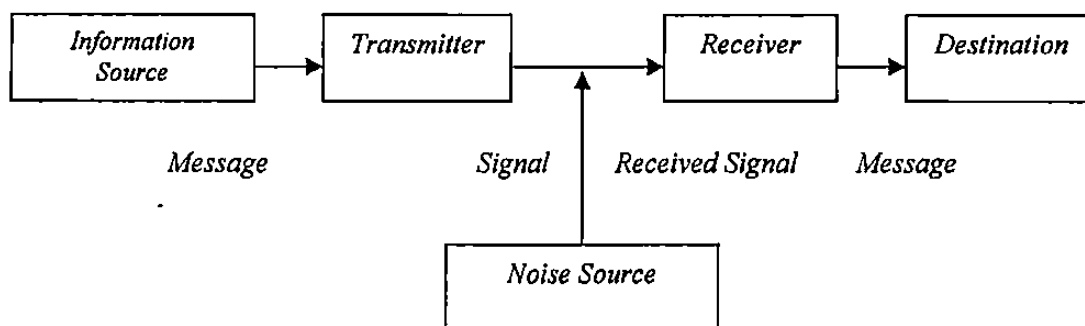 Information
Source
Transmitter
Receiver
Destination
Message
Signal
Received Signal
Message
Noise Source